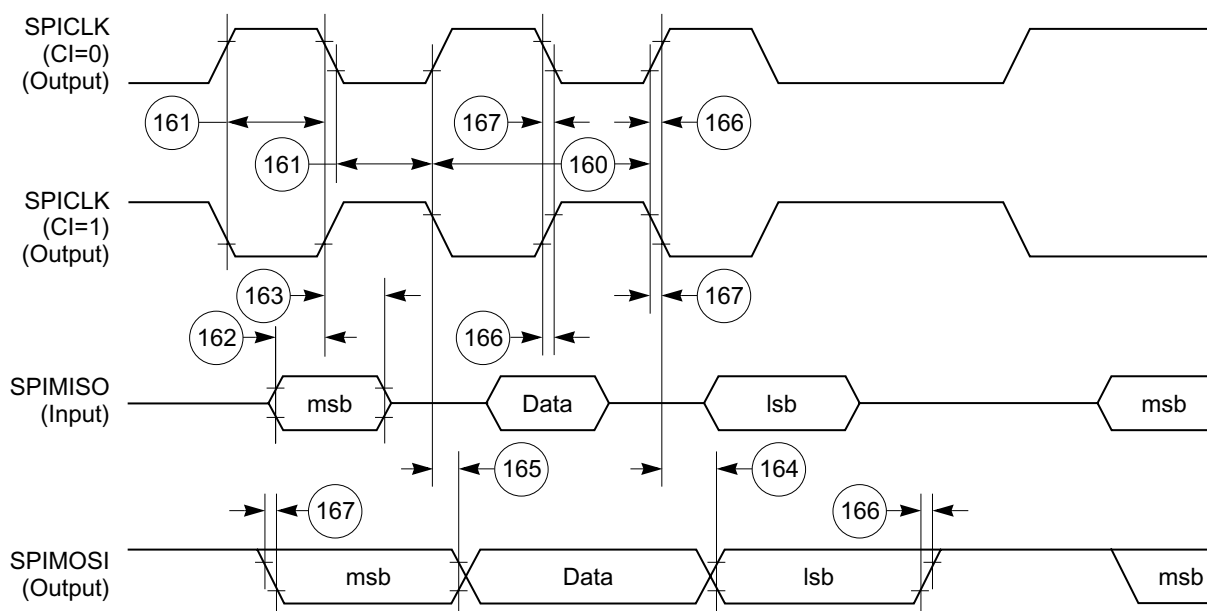 SPICLK
(CI=0)
(Output)
161
167
166
161
160
SPICLK
(CI=1)
(Output)
163
167
162
166
SPIMISO
(Input)
msb
Data
lsb
msb
165
164
167
166
SPIMOSI
(Output)
msb
Data
lsb
msb